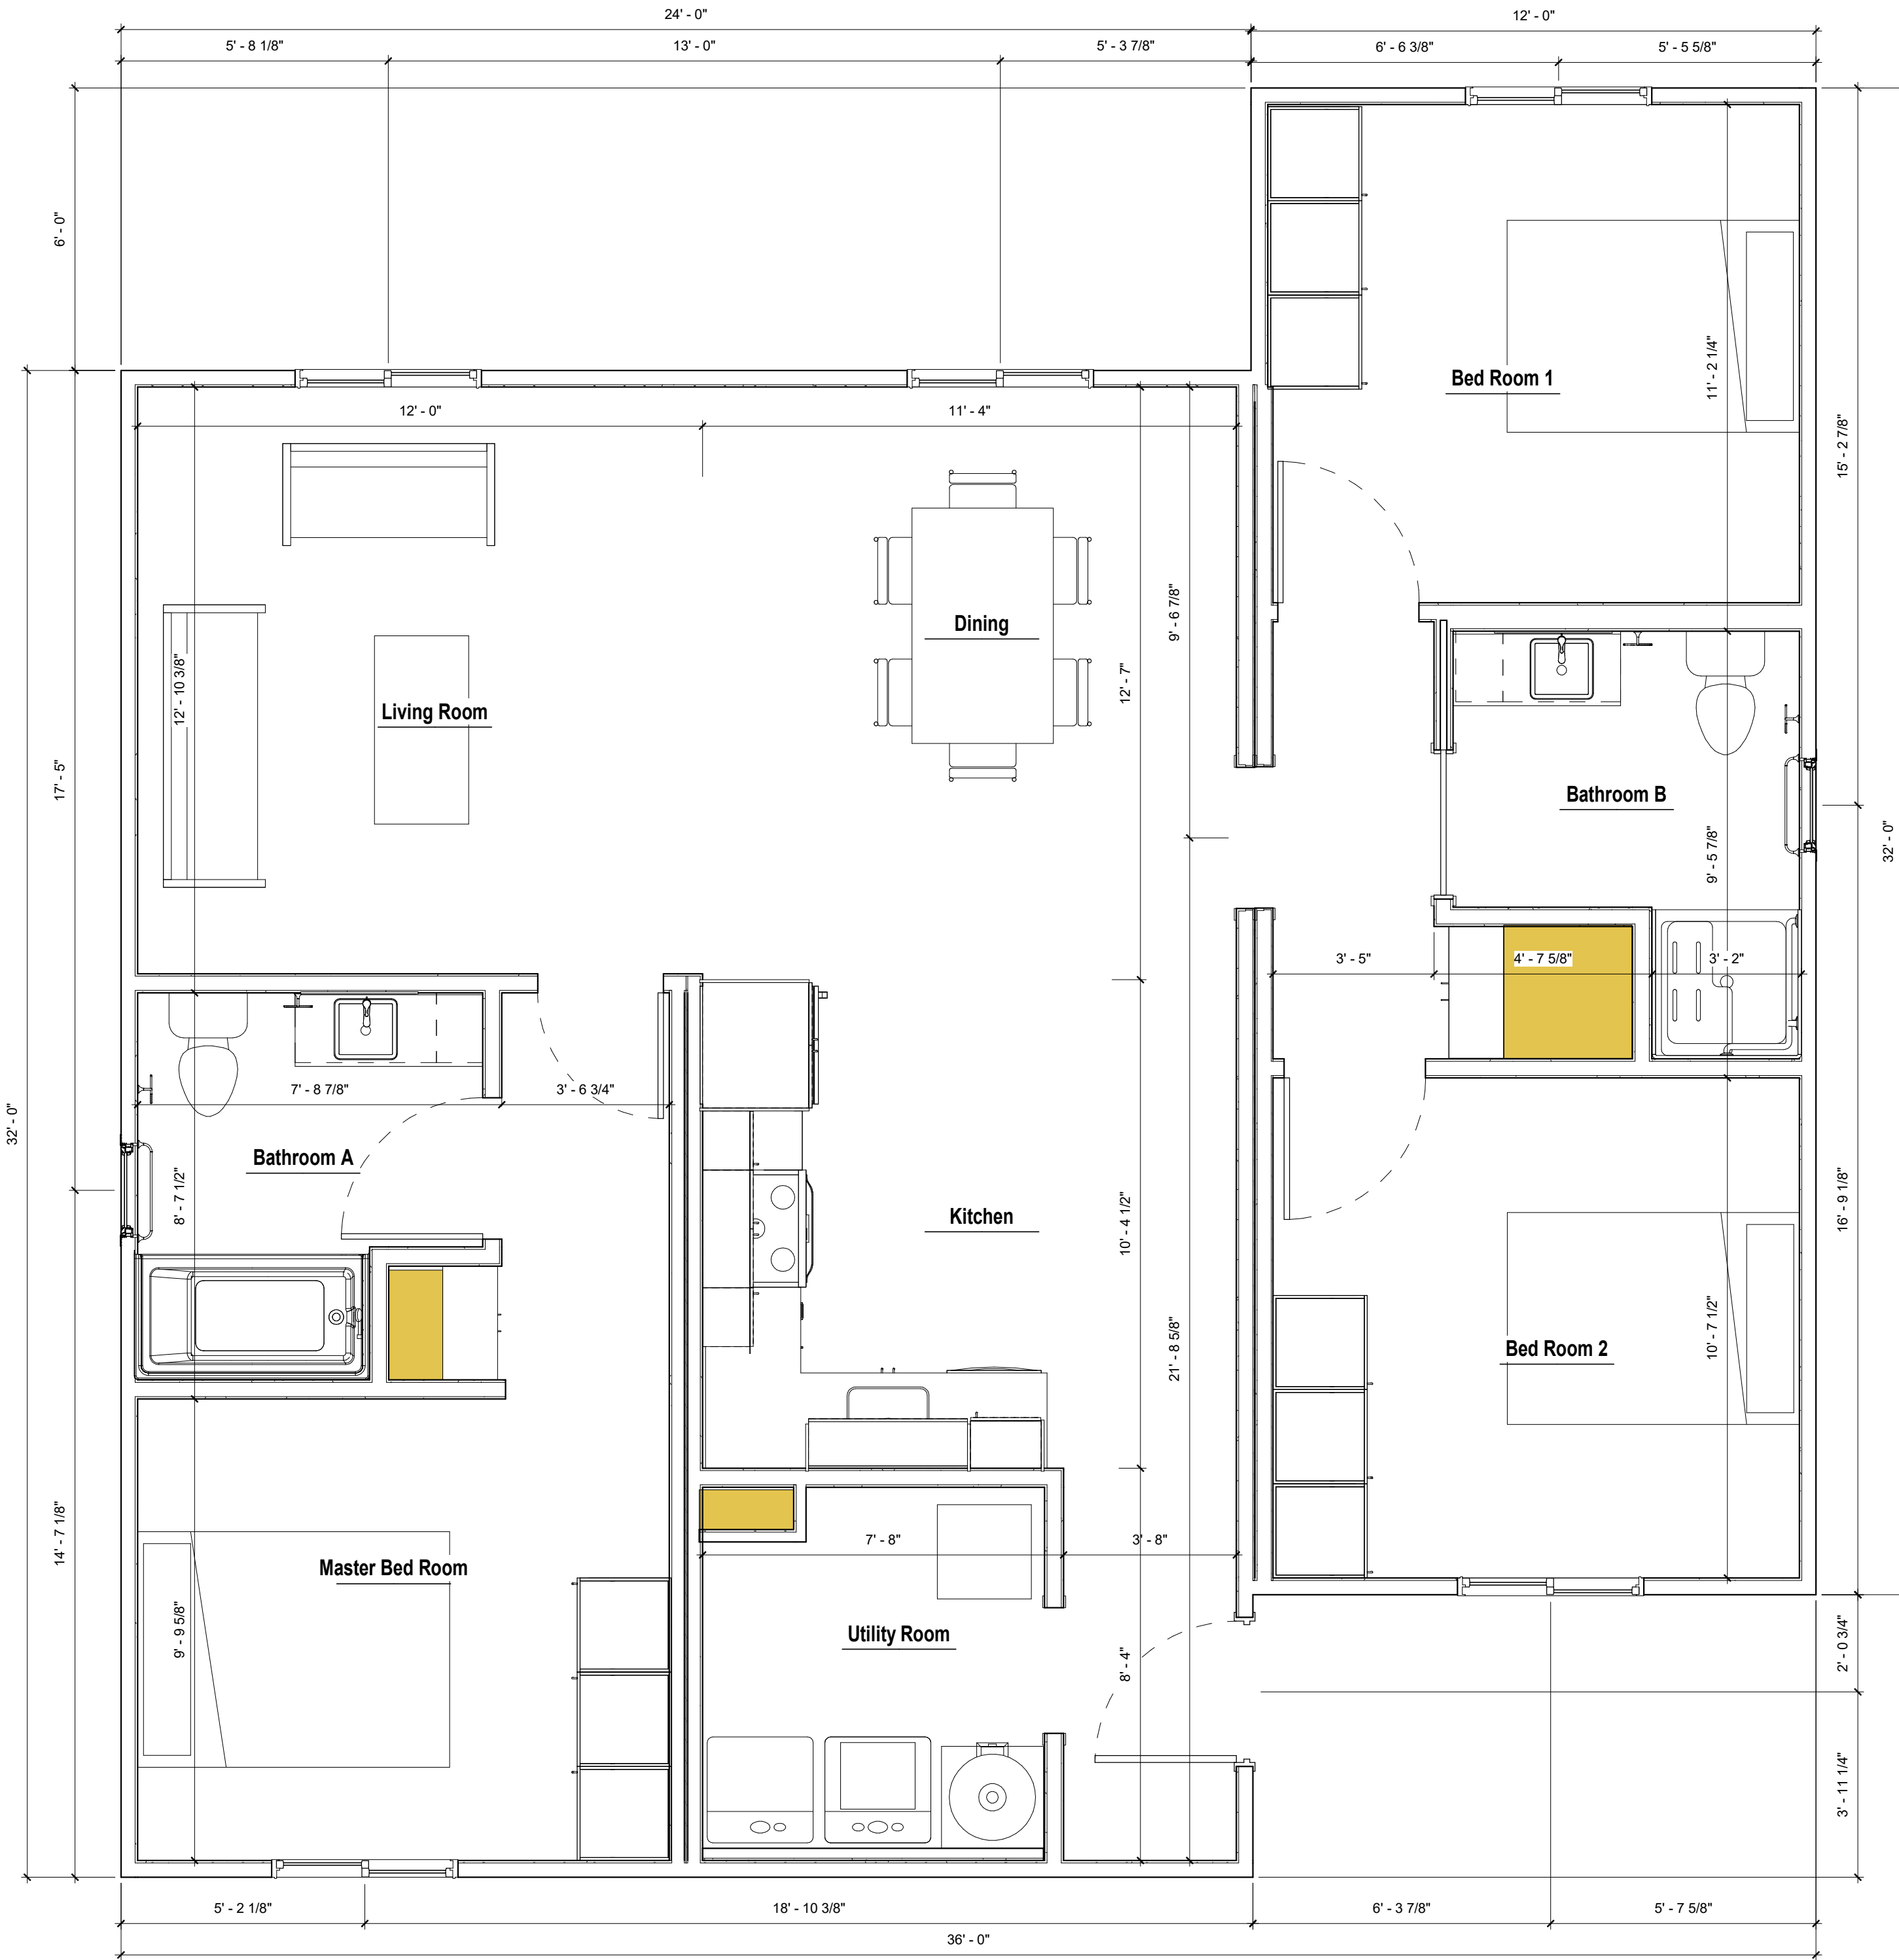 24' - 0"
12' - 0"
5' - 8 1/8"
13' - 0"
5' - 3 7/8"
6' - 6 3/8"
5' - 5 5/8"
6' - 0"
11' - 2 1/4"
Bed Room 1
12' - 0"
11' - 4"
15' - 2 7/8"
9' - 6 7/8"
Dining
12' - 10 3/8"
12' - 7"
Living Room
17' - 5"
Bathroom B
9' - 5 7/8"
32' - 0"
3' - 5"
4' - 7 5/8"
3' - 2"
7' - 8 7/8"
3' - 6 3/4"
32' - 0"
Bathroom A
8' - 7 1/2"
Kitchen
10' - 4 1/2"
16' - 9 1/8"
21' - 8 5/8"
10' - 7 1/2"
Bed Room 2
14' - 7 1/8"
7' - 8"
3' - 8"
Master Bed Room
9' - 9 5/8"
Utility Room
8' - 4"
2' - 0 3/4"
3' - 11 1/4"
5' - 2 1/8"
18' - 10 3/8"
6' - 3 7/8"
5' - 7 5/8"
36' - 0"